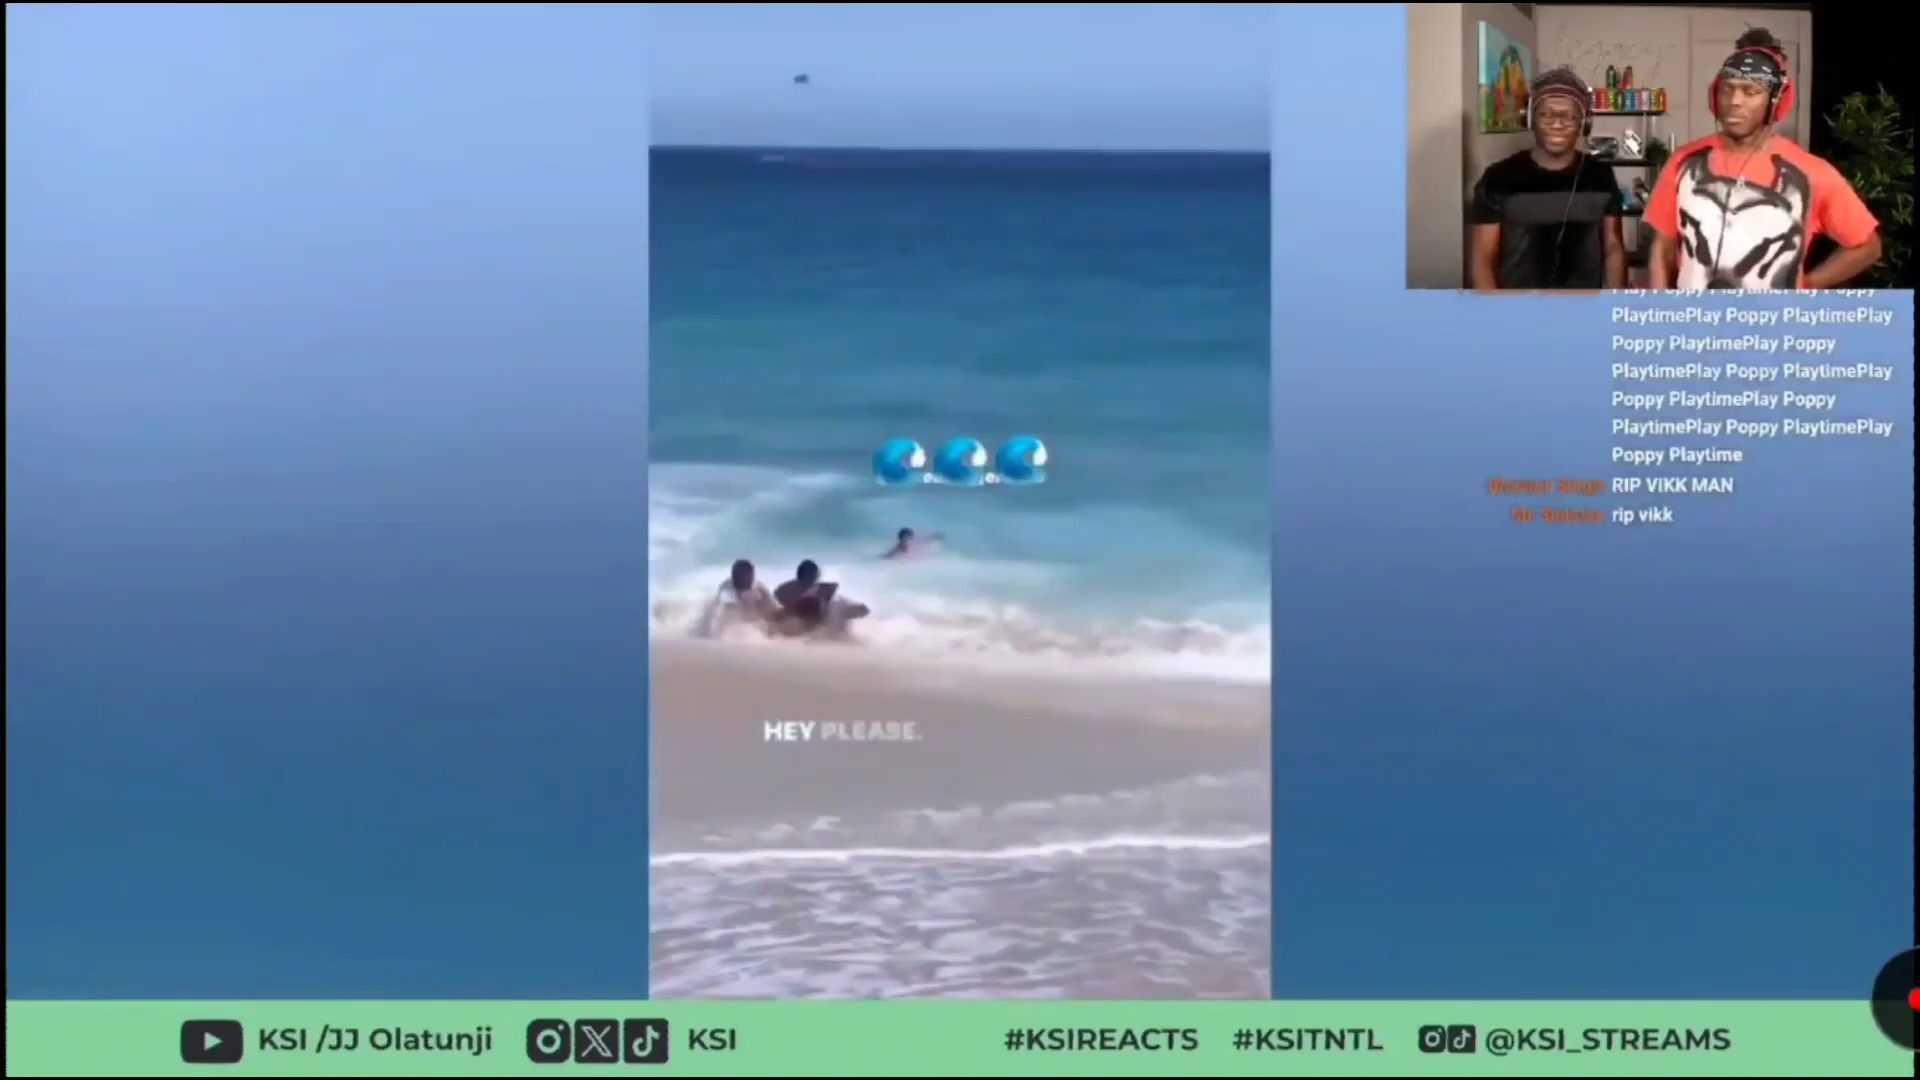 PlaytimePlay Poppy PlaytimePlay
Poppy PlaytimePlay Poppy
PlaytimePlay Poppy PlaytimePlay
Poppy PlaytimePlay Poppy
PlaytimePlay Poppy PlaytimePlay
Poppy Playtime
RIP VIKK MAN
rip vikk
HEY PLEASE.
KSI /JJ Olatunji
KSI
#KSIREACTS
#KSITNTL
@KSI_STREAMS